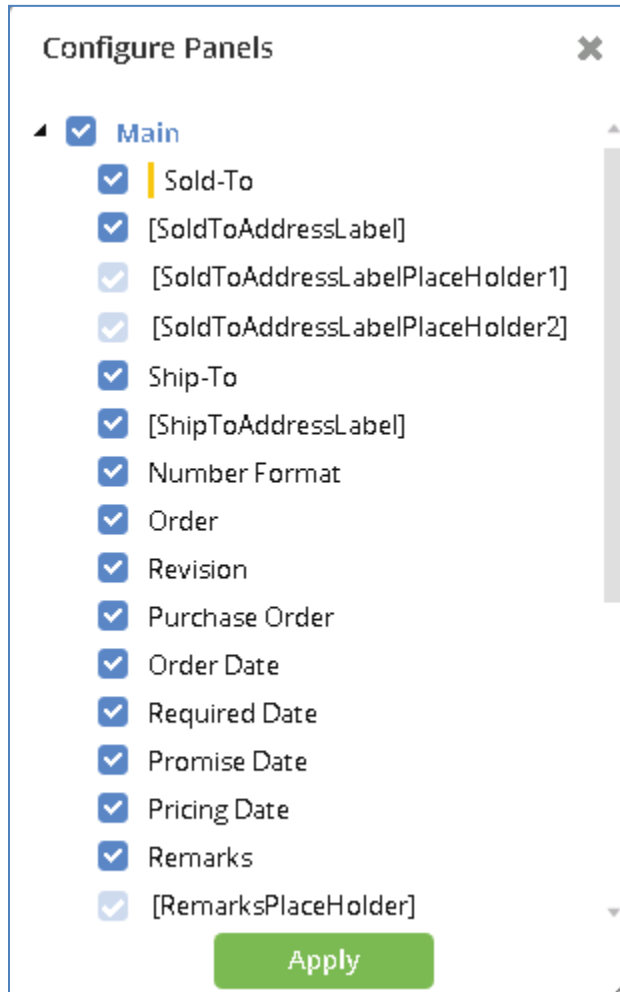 Configure Panels
Main
Sold-To
[SoldToAddressLabel]
[SoldToAddressLabelPlaceHolder1]
[SoldToAddressLabelPlaceHolder2]
Ship-To
[ShipToAddressLabel]
Number Format
Order
Revision
Purchase Order
Order Date
Required Date
Promise Date
Pricing Date
Remarks
[RemarksPlaceHolder]
Apply